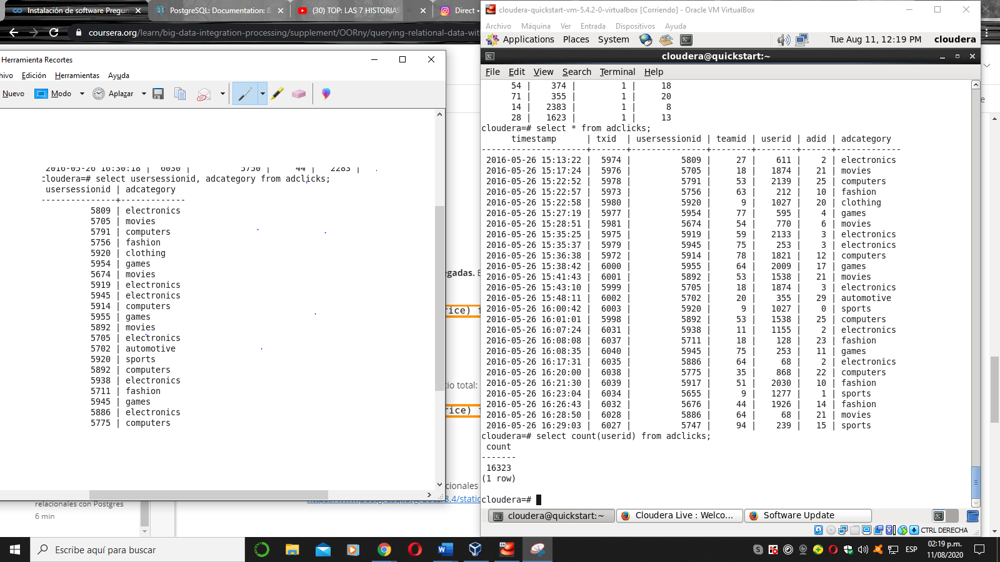 Instalación de software Pregun
PostgreSQL: Documentation: 8
(30) TOP: LAS 7 HISTORIAS
Direct •
coursera.org/learn/big-data-integration-processing/supplement/OORny/querying-relational-data-wit
Herramienta Recortes
hivo Edición Herramientas Ayuda
Nuevo Modo Aplazar
2016-05-26 16:30:18 | 6030 | 5750 | 44 | 2283 |
cloudera=# select usersessionid, adcategory from adclicks;
usersessionid | adcategory
---------------+-------------
5809 | electronics
5705 | movies
5791 | computers
5756 | fashion
5920 | clothing
5954 | games
5674 | movies
5919 | electronics
5945 | electronics
5914 | computers
5955 | games
5892 | movies
5705 | electronics
5702 | automotive
5920 | sports
5892 | computers
5938 | electronics
5711 | fashion
5945 | games
5886 | electronics
5775 | computers
egadas. E
rice) f
cio total:
rice) f
cionales
https://www.postgresql.org/docs/8.4/static
relacionales con Postgres
6 min
cloudera-quickstart-vm-5.4.2-0-virtualbox [Corriendo] - Oracle VM VirtualBox
Archivo Máquina Ver Entrada Dispositivos Ayuda
Applications Places System Tue Aug 11, 12:19 PM cloudera
cloudera@quickstart:~
File Edit View Search Terminal Help
54 | 374 | 1 | 18
71 | 355 | 1 | 20
14 | 2383 | 1 | 8
28 | 1623 | 1 | 13
cloudera=# select * from adclicks;
timestamp | txid | usersessionid | teamid | userid | adid | adcategory
---------------------+-------+---------------+--------+--------+------+-------------
2016-05-26 15:13:22 | 5974 | 5809 | 27 | 611 | 2 | electronics
2016-05-26 15:17:24 | 5976 | 5705 | 18 | 1874 | 21 | movies
2016-05-26 15:22:52 | 5978 | 5791 | 53 | 2139 | 25 | computers
2016-05-26 15:22:57 | 5973 | 5756 | 63 | 212 | 10 | fashion
2016-05-26 15:22:58 | 5980 | 5920 | 9 | 1027 | 20 | clothing
2016-05-26 15:27:19 | 5977 | 5954 | 77 | 595 | 4 | games
2016-05-26 15:28:51 | 5981 | 5674 | 54 | 770 | 6 | movies
2016-05-26 15:35:25 | 5975 | 5919 | 59 | 2133 | 3 | electronics
2016-05-26 15:35:37 | 5979 | 5945 | 75 | 253 | 3 | electronics
2016-05-26 15:36:38 | 5972 | 5914 | 78 | 1821 | 12 | computers
2016-05-26 15:38:42 | 6000 | 5955 | 64 | 2009 | 17 | games
2016-05-26 15:41:43 | 6001 | 5892 | 53 | 1538 | 21 | movies
2016-05-26 15:43:10 | 5999 | 5705 | 18 | 1874 | 3 | electronics
2016-05-26 15:48:11 | 6002 | 5702 | 20 | 355 | 29 | automotive
2016-05-26 16:00:42 | 6003 | 5920 | 9 | 1027 | 0 | sports
2016-05-26 16:01:01 | 5998 | 5892 | 53 | 1538 | 25 | computers
2016-05-26 16:07:24 | 6031 | 5938 | 11 | 1155 | 2 | electronics
2016-05-26 16:08:08 | 6037 | 5711 | 18 | 128 | 23 | fashion
2016-05-26 16:08:35 | 6040 | 5945 | 75 | 253 | 11 | games
2016-05-26 16:17:31 | 6035 | 5886 | 64 | 68 | 2 | electronics
2016-05-26 16:20:00 | 6038 | 5775 | 35 | 868 | 22 | computers
2016-05-26 16:21:30 | 6039 | 5917 | 51 | 2030 | 10 | fashion
2016-05-26 16:23:04 | 6034 | 5655 | 9 | 1277 | 1 | sports
2016-05-26 16:26:43 | 6032 | 5676 | 44 | 1926 | 14 | fashion
2016-05-26 16:28:50 | 6028 | 5886 | 64 | 68 | 21 | movies
2016-05-26 16:29:03 | 6027 | 5747 | 94 | 239 | 15 | sports
cloudera=# select count(userid) from adclicks;
count
-------
16323
(1 row)
cloudera=#
cloudera@quickstart:~ Cloudera Live : Welco... Software Update
CTRL DERECHA
Escribe aquí para buscar
ESP
02:19 p.m.
11/08/2020